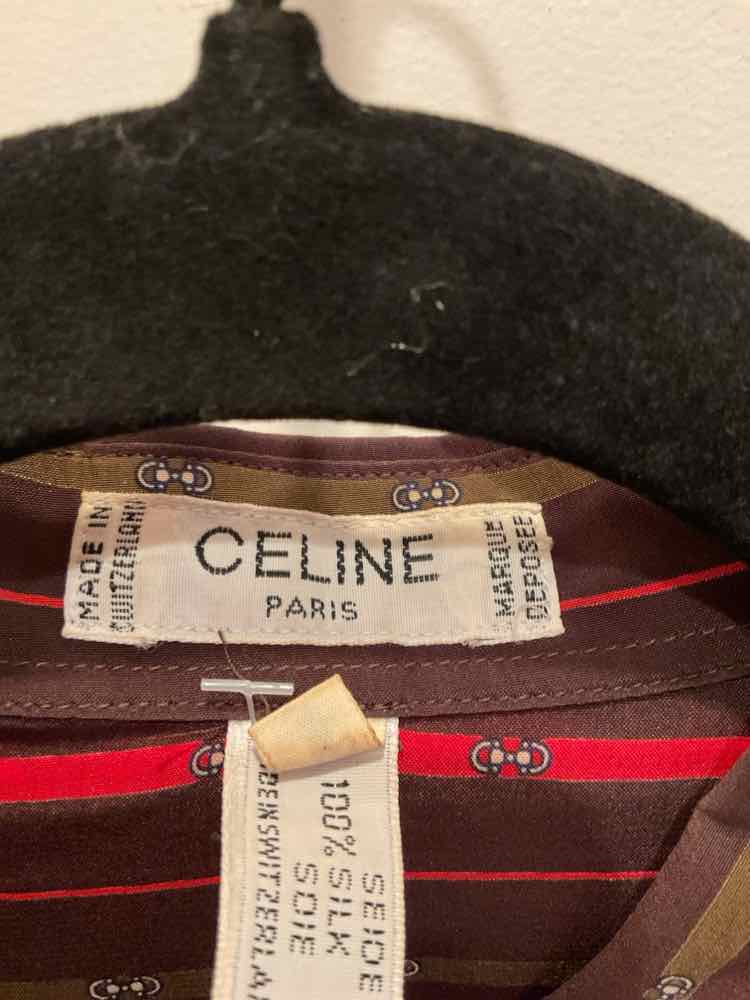 MADE IN
SWITZERLAND
CELINE
PARIS
MARQUE
DEPOSEE
100% SILK
SEIDE
SOIE